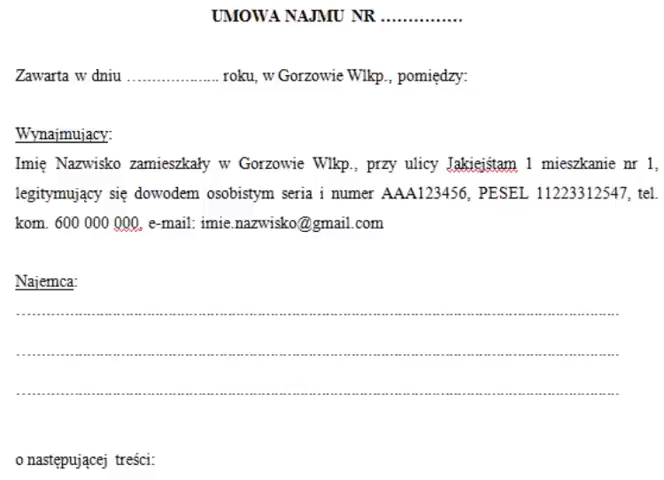 UMOWA NAJMU NR ……………
Zawarta w dniu ……………….. roku, w Gorzowie Wlkp., pomiędzy:
Wynajmujący:
Imię Nazwisko zamieszkały w Gorzowie Wlkp., przy ulicy Jakiejśtam 1 mieszkanie nr 1,
legitymujący się dowodem osobistym seria i numer AAA123456, PESEL 11223312547, tel.
kom. 600 000 000, e-mail: imie.nazwisko@gmail.com
Najemca:
……………………………………………………………………………………………………
……………………………………………………………………………………………………
……………………………………………………………………………………………………
o następującej treści: